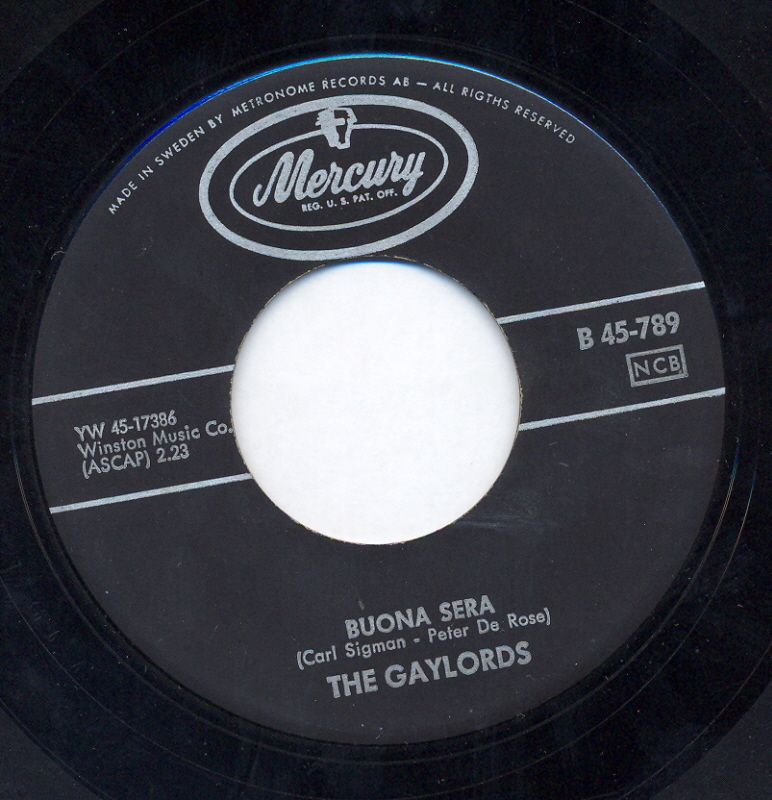 MADE IN SWEDEN BY METRONOME RECORDS AB — ALL RIGTHS RESERVED
Mercury
REG. U. S. PAT. OFF.
B 45-789
NCB
YW 45-17386
Winston Music Co.
(ASCAP) 2.23
BUONA SERA
(Carl Sigman - Peter De Rose)
THE GAYLORDS